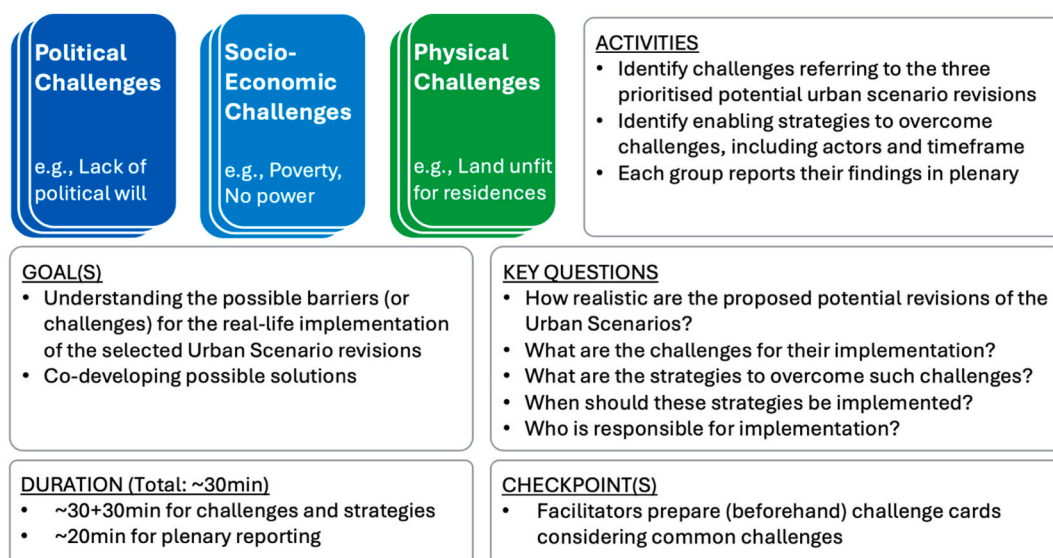 Political
Challenges
e.g., Lack of
political will
Socio-
Economic
Challenges
e.g., Poverty,
No power
Physical
Challenges
e.g., Land unfit
for residences
ACTIVITIES
• Identify challenges referring to the three
prioritised potential urban scenario revisions
• Identify enabling strategies to overcome
challenges, including actors and timeframe
• Each group reports their findings in plenary
GOAL(S)
• Understanding the possible barriers (or
challenges) for the real-life implementation
of the selected Urban Scenario revisions
• Co-developing possible solutions
KEY QUESTIONS
• How realistic are the proposed potential revisions of the
Urban Scenarios?
• What are the challenges for their implementation?
• What are the strategies to overcome such challenges?
• When should these strategies be implemented?
• Who is responsible for implementation?
DURATION (Total: ~30min)
• ~30+30min for challenges and strategies
• ~20min for plenary reporting
CHECKPOINT(S)
• Facilitators prepare (beforehand) challenge cards
considering common challenges